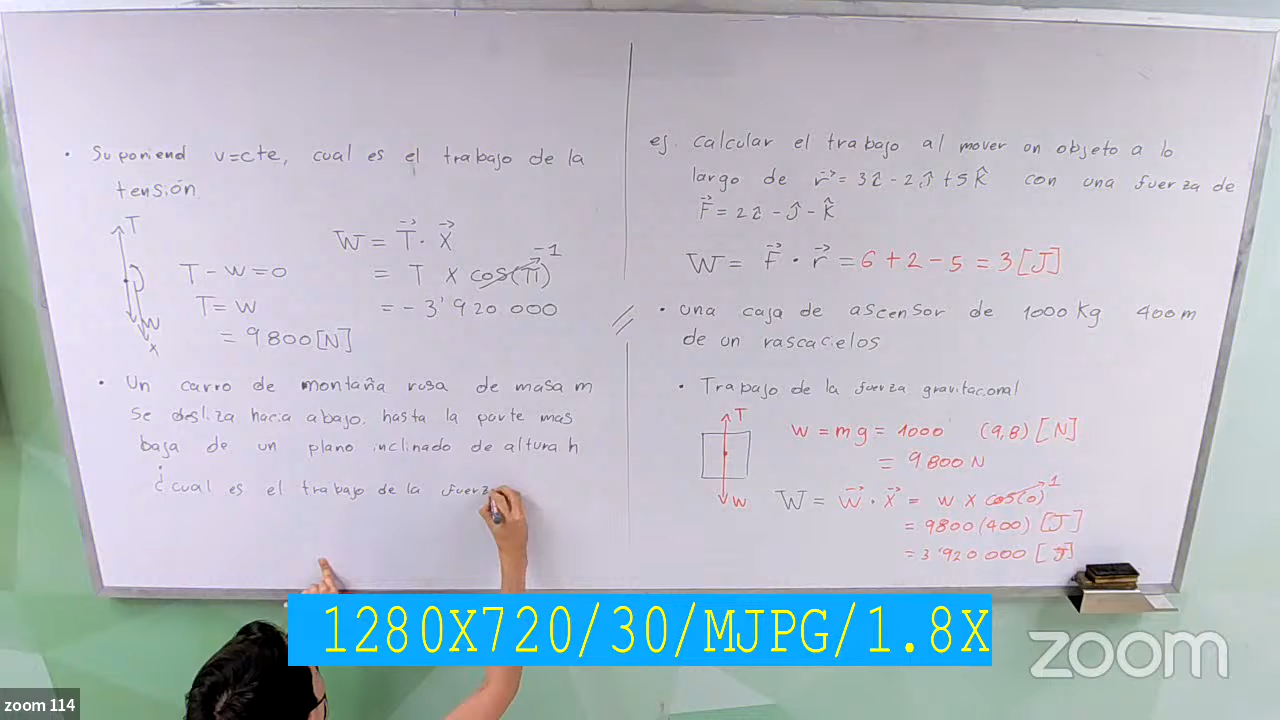 • Suponiend v=cte, cual es el trabajo de la
tensión
T
W = T⃗ · X⃗
T - w = 0
= T x cos(π) -1
T = W
= - 3'920 000
= 9800 [N]
W
x
• Un carro de montaña rusa de masa m
se desliza hacia abajo hasta la parte mas
baja de un plano inclinado de altura h
¿cual es el trabajo de la fuerz
ej. calcular el trabajo al mover un objeto a lo
largo de r⃗ = 3î - 2ĵ + 5k̂ con una fuerza de
F⃗ = 2î - ĵ - k̂
W = F⃗ · r⃗ = 6 + 2 - 5 = 3 [J]
• una caja de ascensor de 1000 Kg 400 m
de un rascacielos
• Trabajo de la fuerza gravitaconal
T
w = mg = 1000 (9,8) [N]
= 9800 N
W = w⃗ · x⃗ = w x cos(0) 1
w
= 9800 (400) [J]
= 3'920 000 [J]
1280X720/30/MJPG/1.8X
zoom
zoom 114